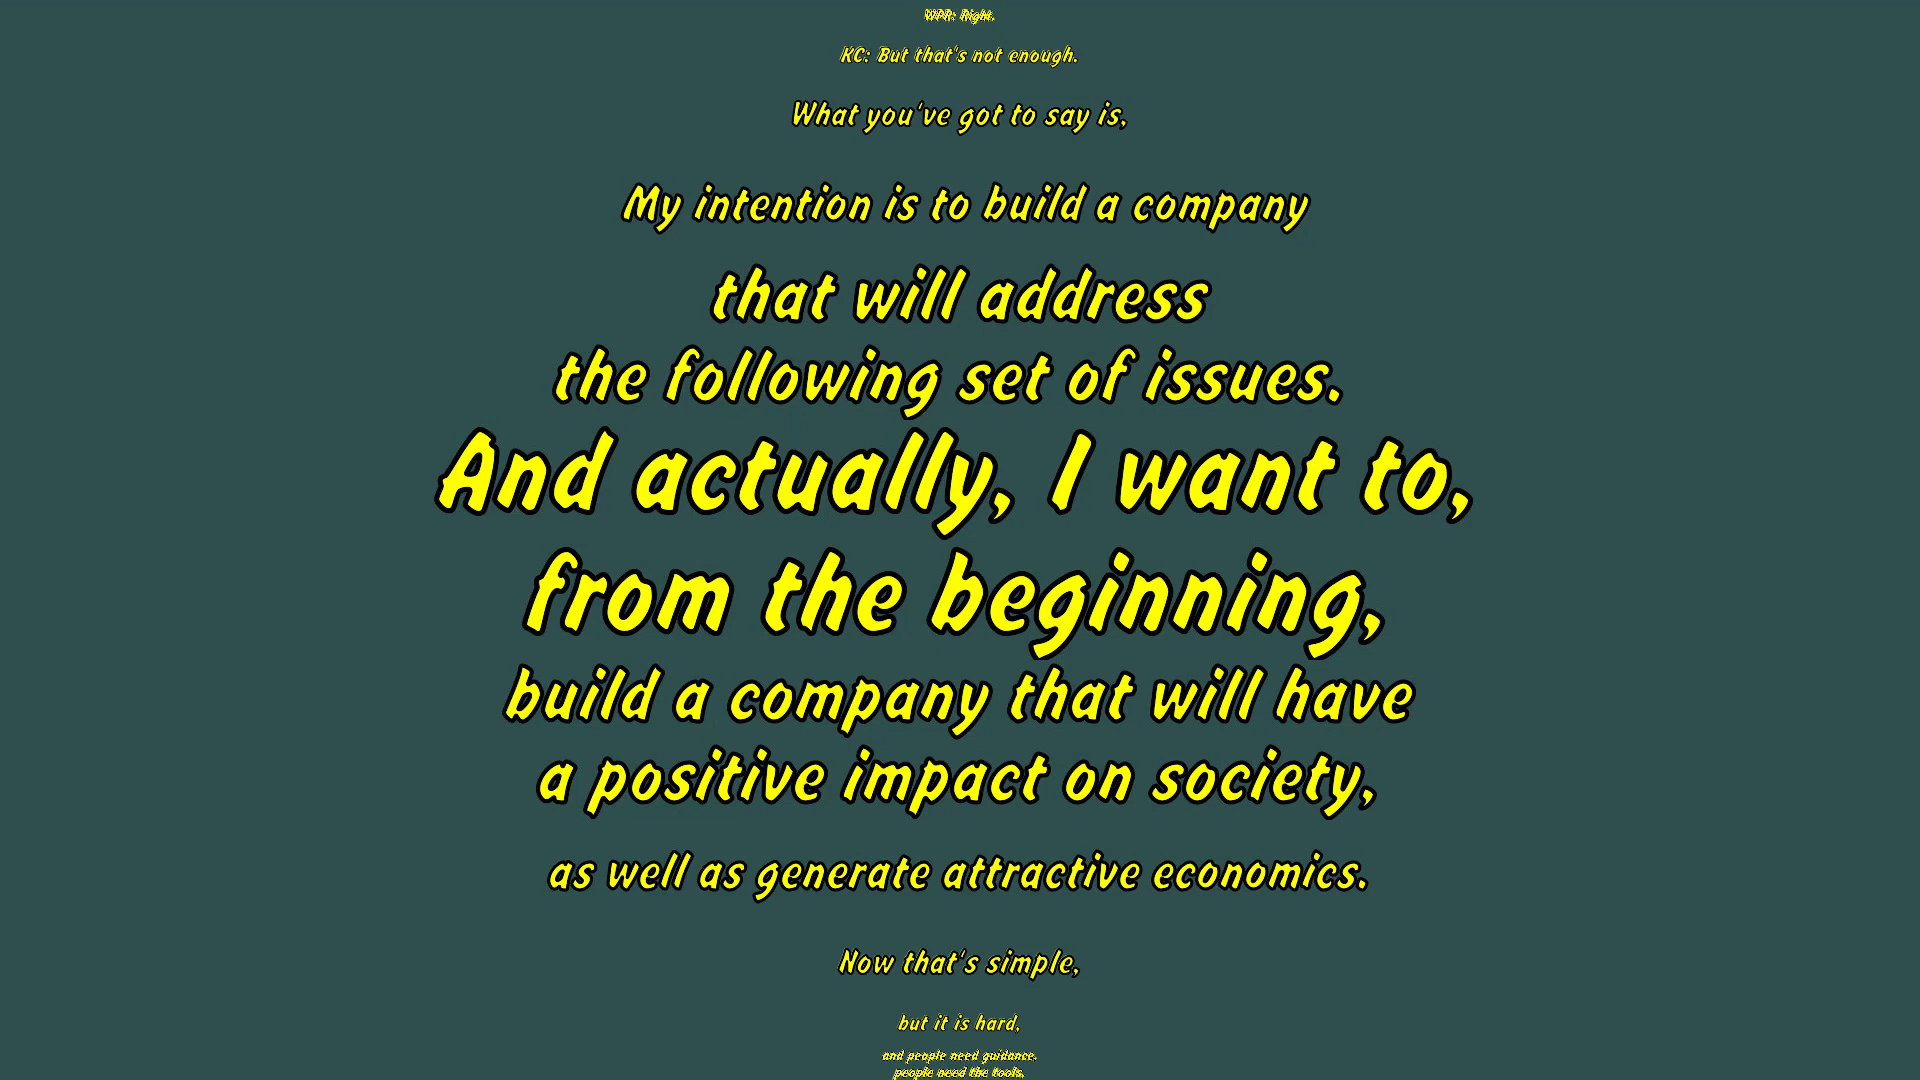 WPR: Right.
KC: But that's not enough.
What you've got to say is,
My intention is to build a company
that will address
the following set of issues.
And actually, I want to,
from the beginning,
build a company that will have
a positive impact on society,
as well as generate attractive economics.
Now that's simple,
but it is hard,
and people need guidance.
people need the tools,